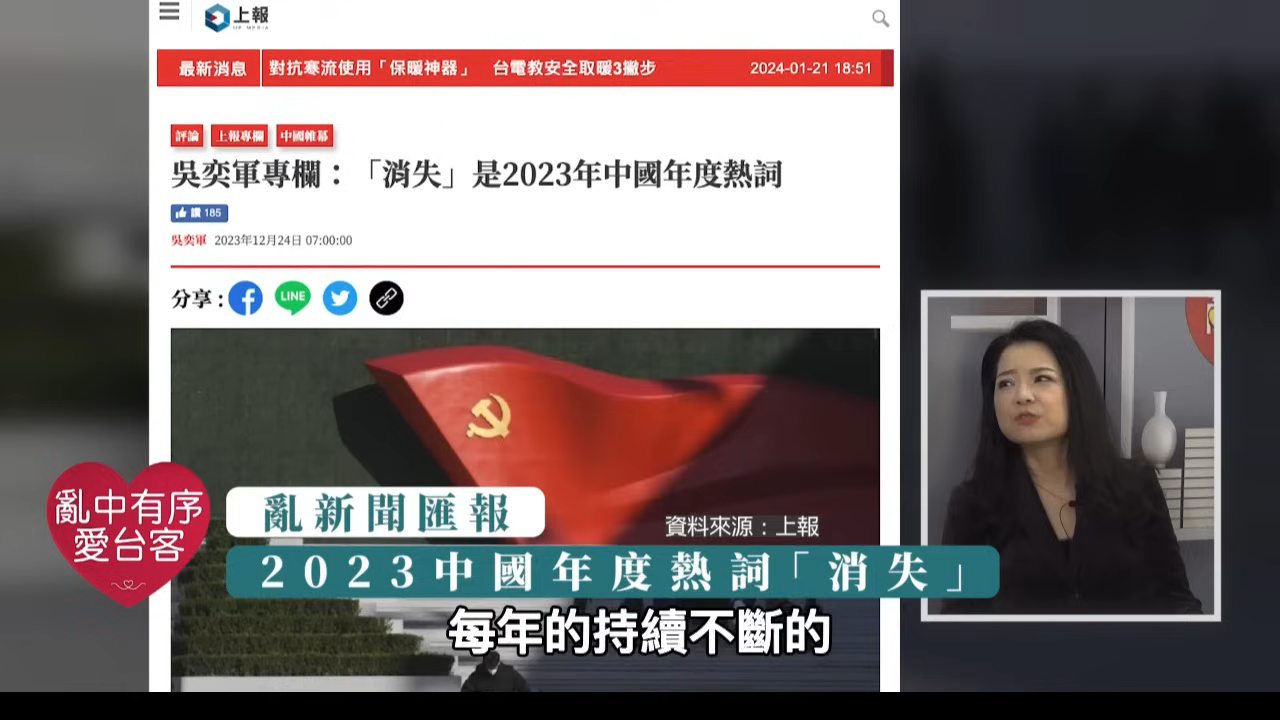 上報
UP MEDIA
最新消息 對抗寒流使用「保暖神器」 台電教安全取暖3撇步 2024-01-21 18:51
評論 上報專欄 中國帷幕
吳奕軍專欄：「消失」是2023年中國年度熱詞
讚 185
吳奕軍 2023年12月24日 07:00:00
分享 :
LINE
亂中有序
愛台客
亂新聞匯報
資料來源：上報
2023中國年度熱詞「消失」
每年的持續不斷的